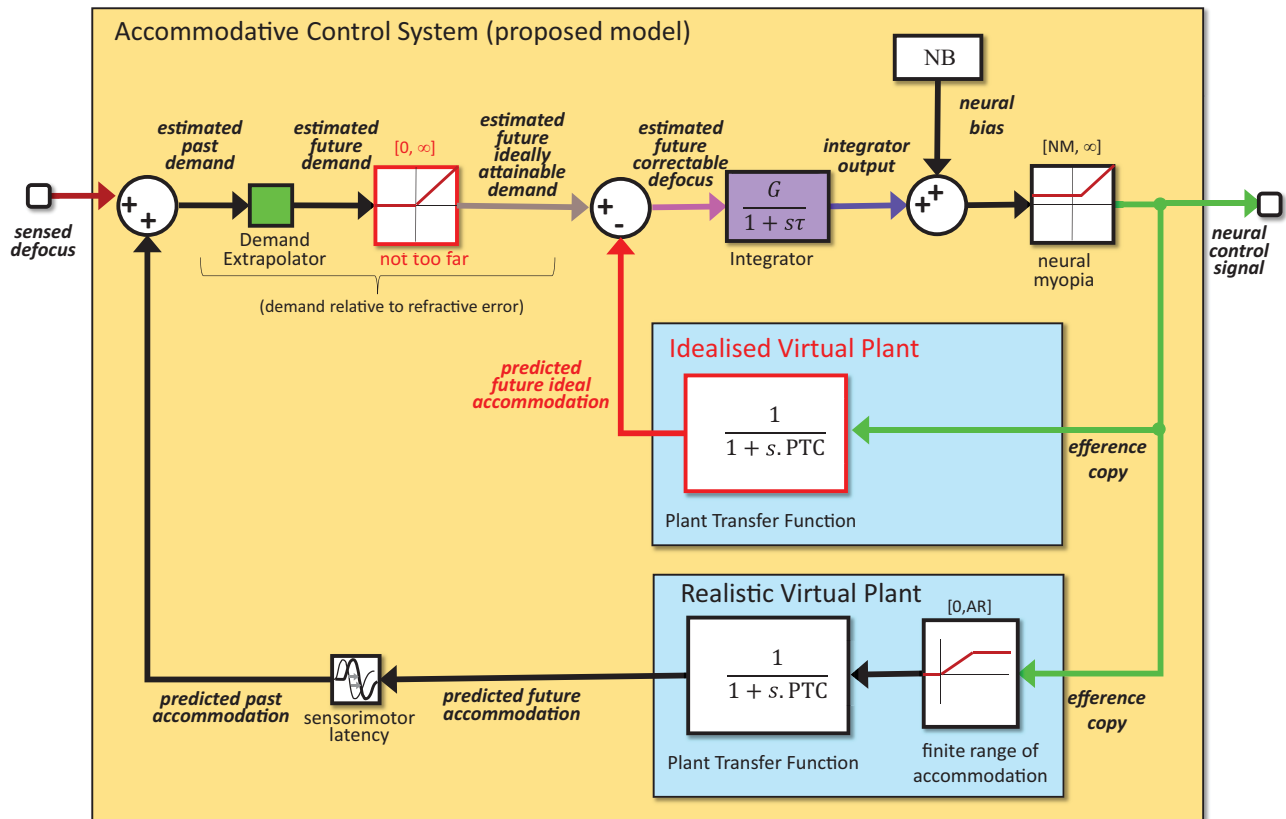 Accommodative Control System (proposed model)
NB
neural
bias
estimated
past
demand
estimated
future
demand
[0, ∞]
estimated
future
ideally
attainable
demand
estimated
future
correctable
defocus
integrator
output
[NM, ∞]
+
+
+
-
G
1 + sτ
+
+
sensed
defocus
Demand
Extrapolator
not too far
Integrator
neural
myopia
neural
control
signal
(demand relative to refractive error)
Idealised Virtual Plant
predicted
future ideal
accommodation
1
1 + s. PTC
efference
copy
Plant Transfer Function
Realistic Virtual Plant
[0,AR]
1
1 + s. PTC
efference
copy
predicted past
accommodation
sensorimotor
latency
predicted future
accommodation
Plant Transfer Function
finite range of
accommodation